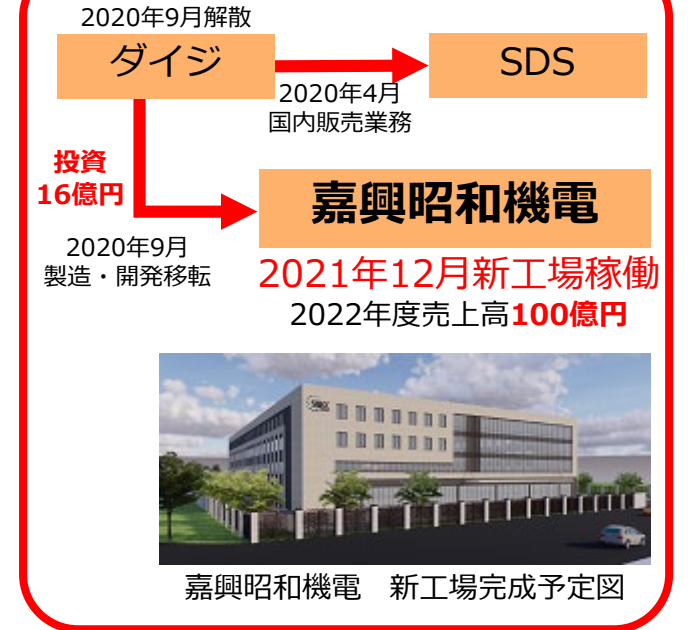 2020年9月解散
ダイジ
SDS
2020年4月
国内販売業務
投資
16億円
嘉興昭和機電
2020年9月
製造・開発移転
2021年12月新工場稼働
2022年度売上高100億円
嘉興昭和機電　新工場完成予定図